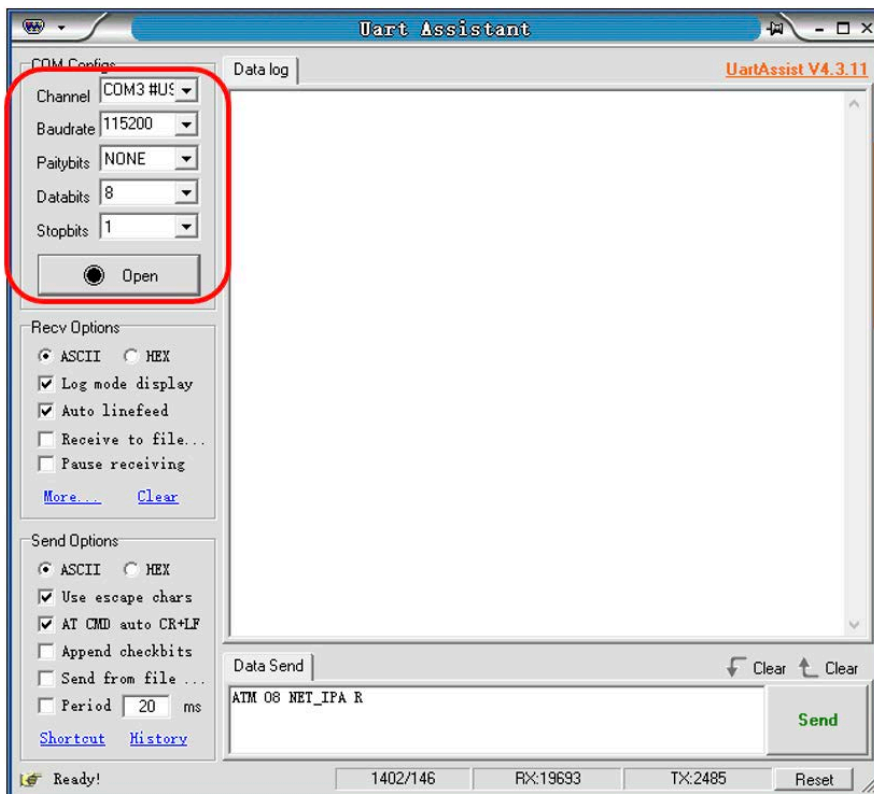 Uart Assistant
COM Configs
Channel COM3 #US
Baudrate 115200
Paitybits NONE
Databits 8
Stopbits 1
Open
Recv Options
ASCII HEX
Log mode display
Auto linefeed
Receive to file...
Pause receiving
More... Clear
Send Options
ASCII HEX
Use escape chars
AT CMD auto CR+LF
Append checkbits
Send from file ...
Period 20 ms
Shortcut History
Data log
UartAssist V4.3.11
Data Send
Clear Clear
ATM 08 NET_IPA R
Send
Ready!
1402/146 RX:19693 TX:2485 Reset